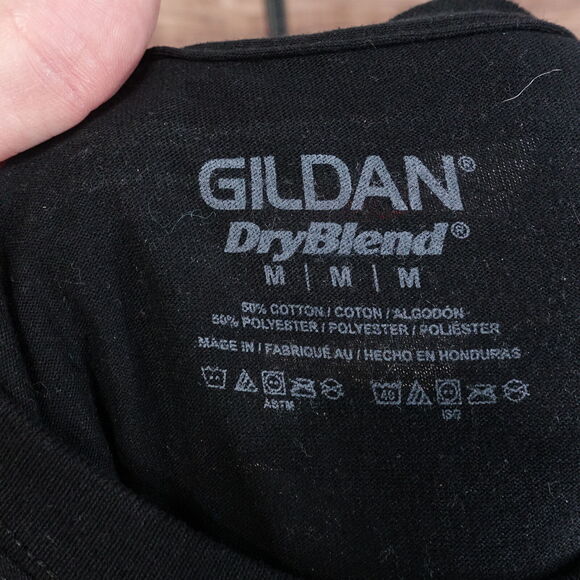 GILDAN®
DryBlend®
M | M | M
50% COTTON / COTON / ALGODÓN
50% POLYESTER / POLYESTER / POLIÉSTER
MADE IN / FABRIQUÉ AU / HECHO EN HONDURAS
40
ASTM ISO